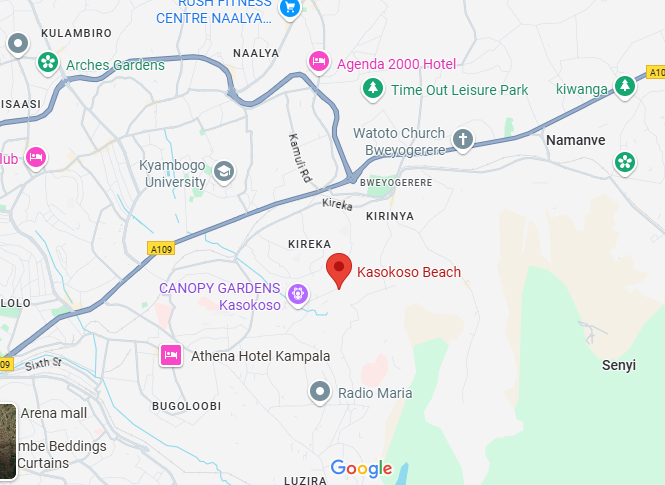 RUSH FITNESS
CENTRE NAALYA...
KULAMBIRO
NAALYA
Arches Gardens
Agenda 2000 Hotel
A10
Time Out Leisure Park
kiwanga
ISAASI
Watoto Church
Bweyogerere
Namanve
Kamuli Rd
lub
Kyambogo
University
BWEYOGERERE
Kireka
KIRINYA
A109
KIREKA
Kasokoso Beach
CANOPY GARDENS
Kasokoso
OLO
09
Sixth St
Athena Hotel Kampala
Senyi
Radio Maria
BUGOLOOBI
Arena mall
mbe Beddings
Curtains
Google
LUZIRA